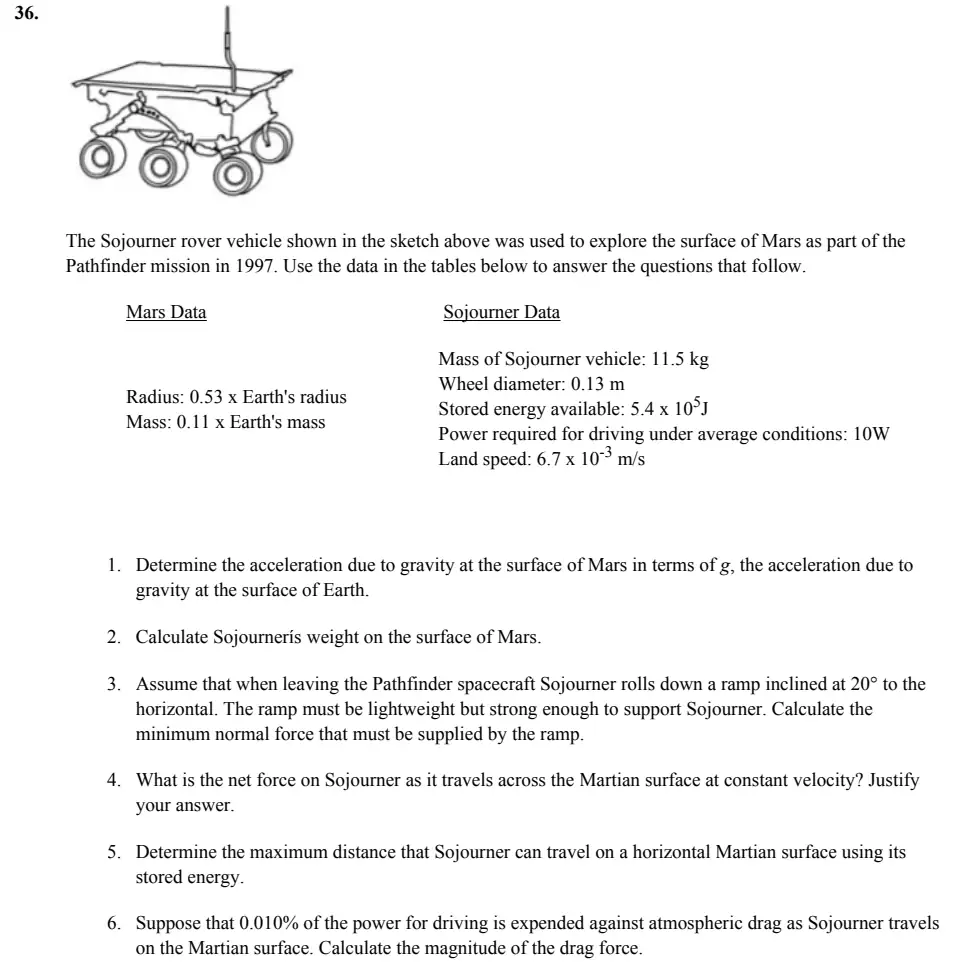 36.
The Sojourner rover vehicle shown in the sketch above was used to explore the surface of Mars as part of the
Pathfinder mission in 1997. Use the data in the tables below to answer the questions that follow.
Mars Data
Radius: 0.53 x Earth's radius
Mass: 0.11 x Earth's mass
Sojourner Data
Mass of Sojourner vehicle: 11.5 kg
Wheel diameter: 0.13 m
Stored energy available: 5.4 x 10⁵J
Power required for driving under average conditions: 10W
Land speed: 6.7 x 10⁻³ m/s
1. Determine the acceleration due to gravity at the surface of Mars in terms of g, the acceleration due to
gravity at the surface of Earth.
2. Calculate Sojournerís weight on the surface of Mars.
3. Assume that when leaving the Pathfinder spacecraft Sojourner rolls down a ramp inclined at 20° to the
horizontal. The ramp must be lightweight but strong enough to support Sojourner. Calculate the
minimum normal force that must be supplied by the ramp.
4. What is the net force on Sojourner as it travels across the Martian surface at constant velocity? Justify
your answer.
5. Determine the maximum distance that Sojourner can travel on a horizontal Martian surface using its
stored energy.
6. Suppose that 0.010% of the power for driving is expended against atmospheric drag as Sojourner travels
on the Martian surface. Calculate the magnitude of the drag force.